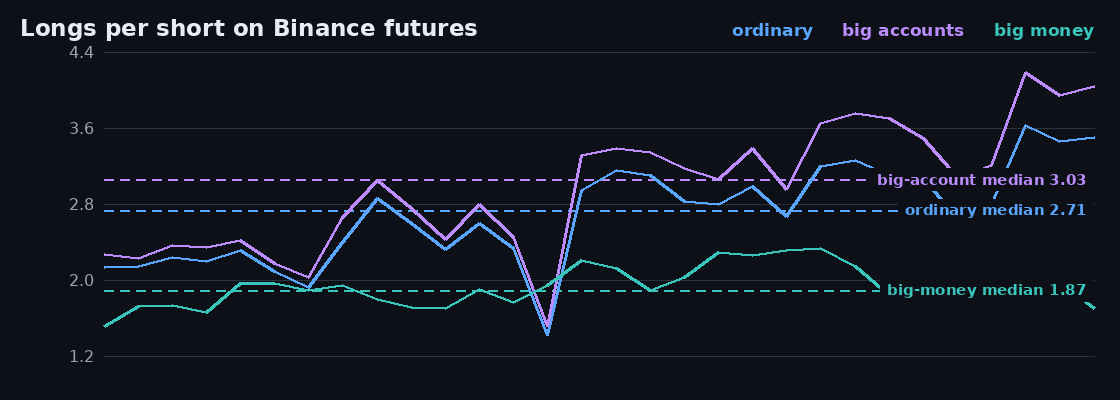 Longs per short on Binance futures
ordinary big accounts big money
4.4
3.6
big-account median 3.03
2.8
ordinary median 2.71
2.0
big-money median 1.87
1.2